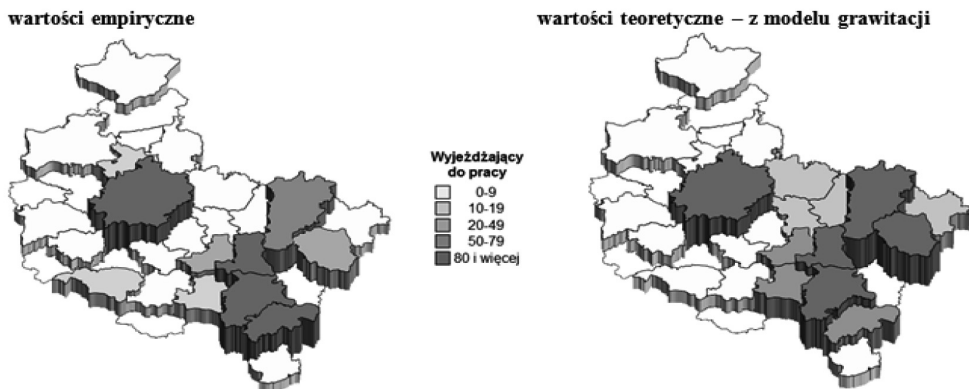 wartości empiryczne
wartości teoretyczne – z modelu grawitacji
Wyjeżdżający
do pracy
0-9
10-19
20-49
50-79
80 i więcej